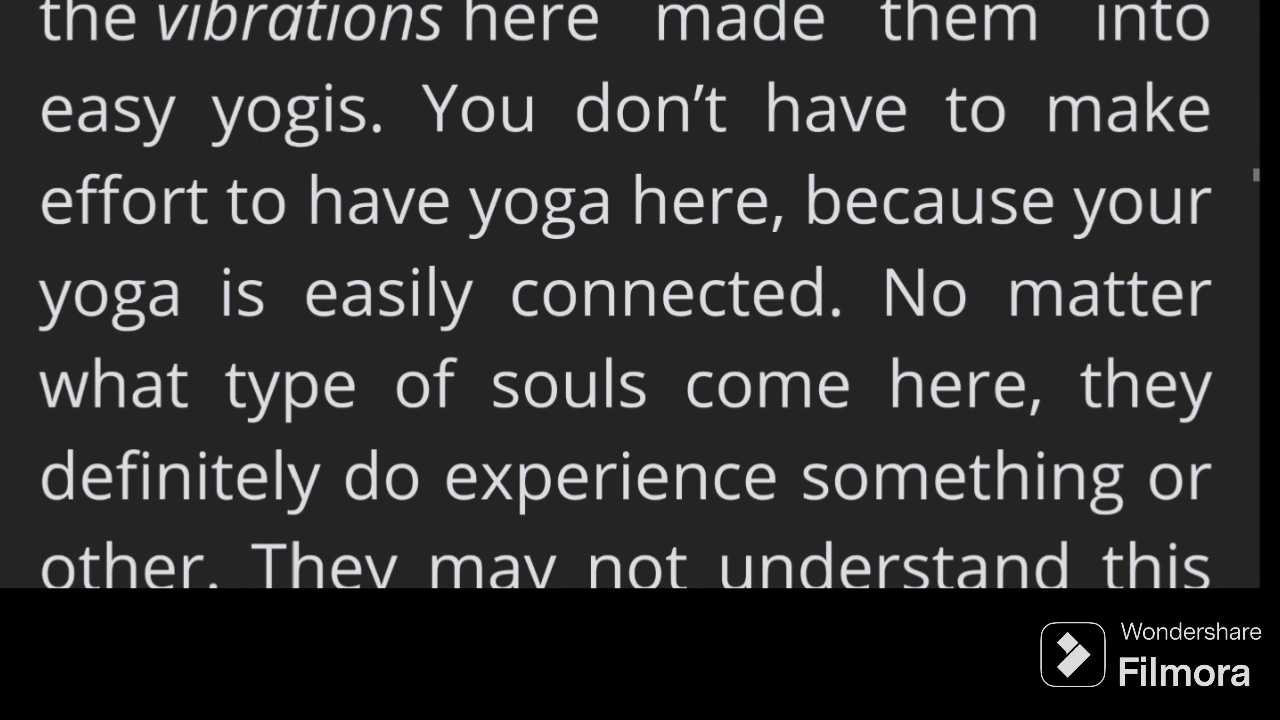 the vibrations here made them into
easy yogis. You don’t have to make
effort to have yoga here, because your
yoga is easily connected. No matter
what type of souls come here, they
definitely do experience something or
other. They may not understand this
Wondershare
Filmora